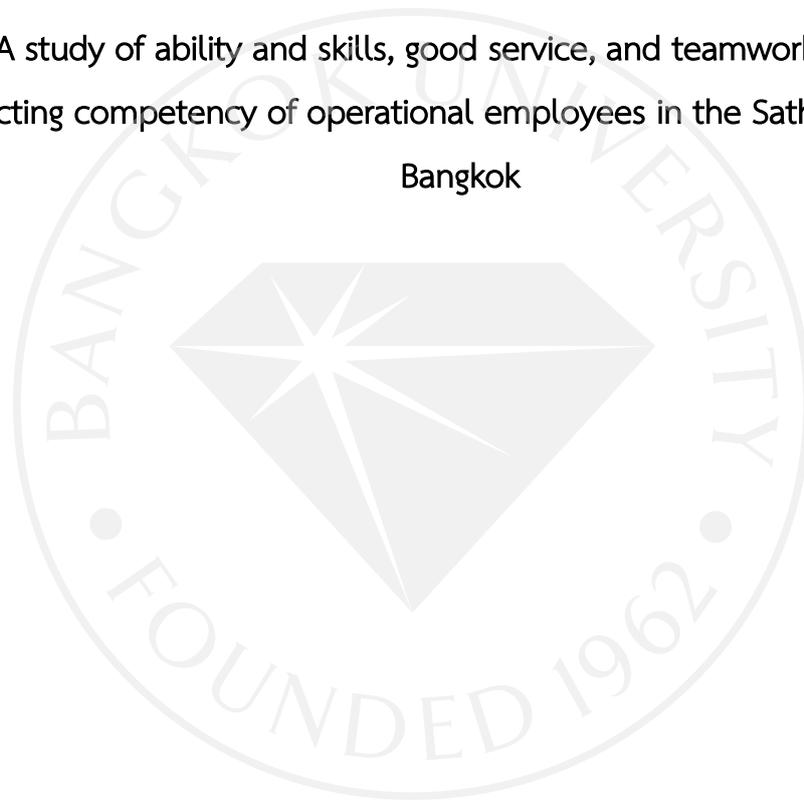 A study of ability and skills, good service, and teamwor
cting competency of operational employees in the Sath
Bangkok
BANGKOK UNIVERSITY
• FOUNDED 1962 •